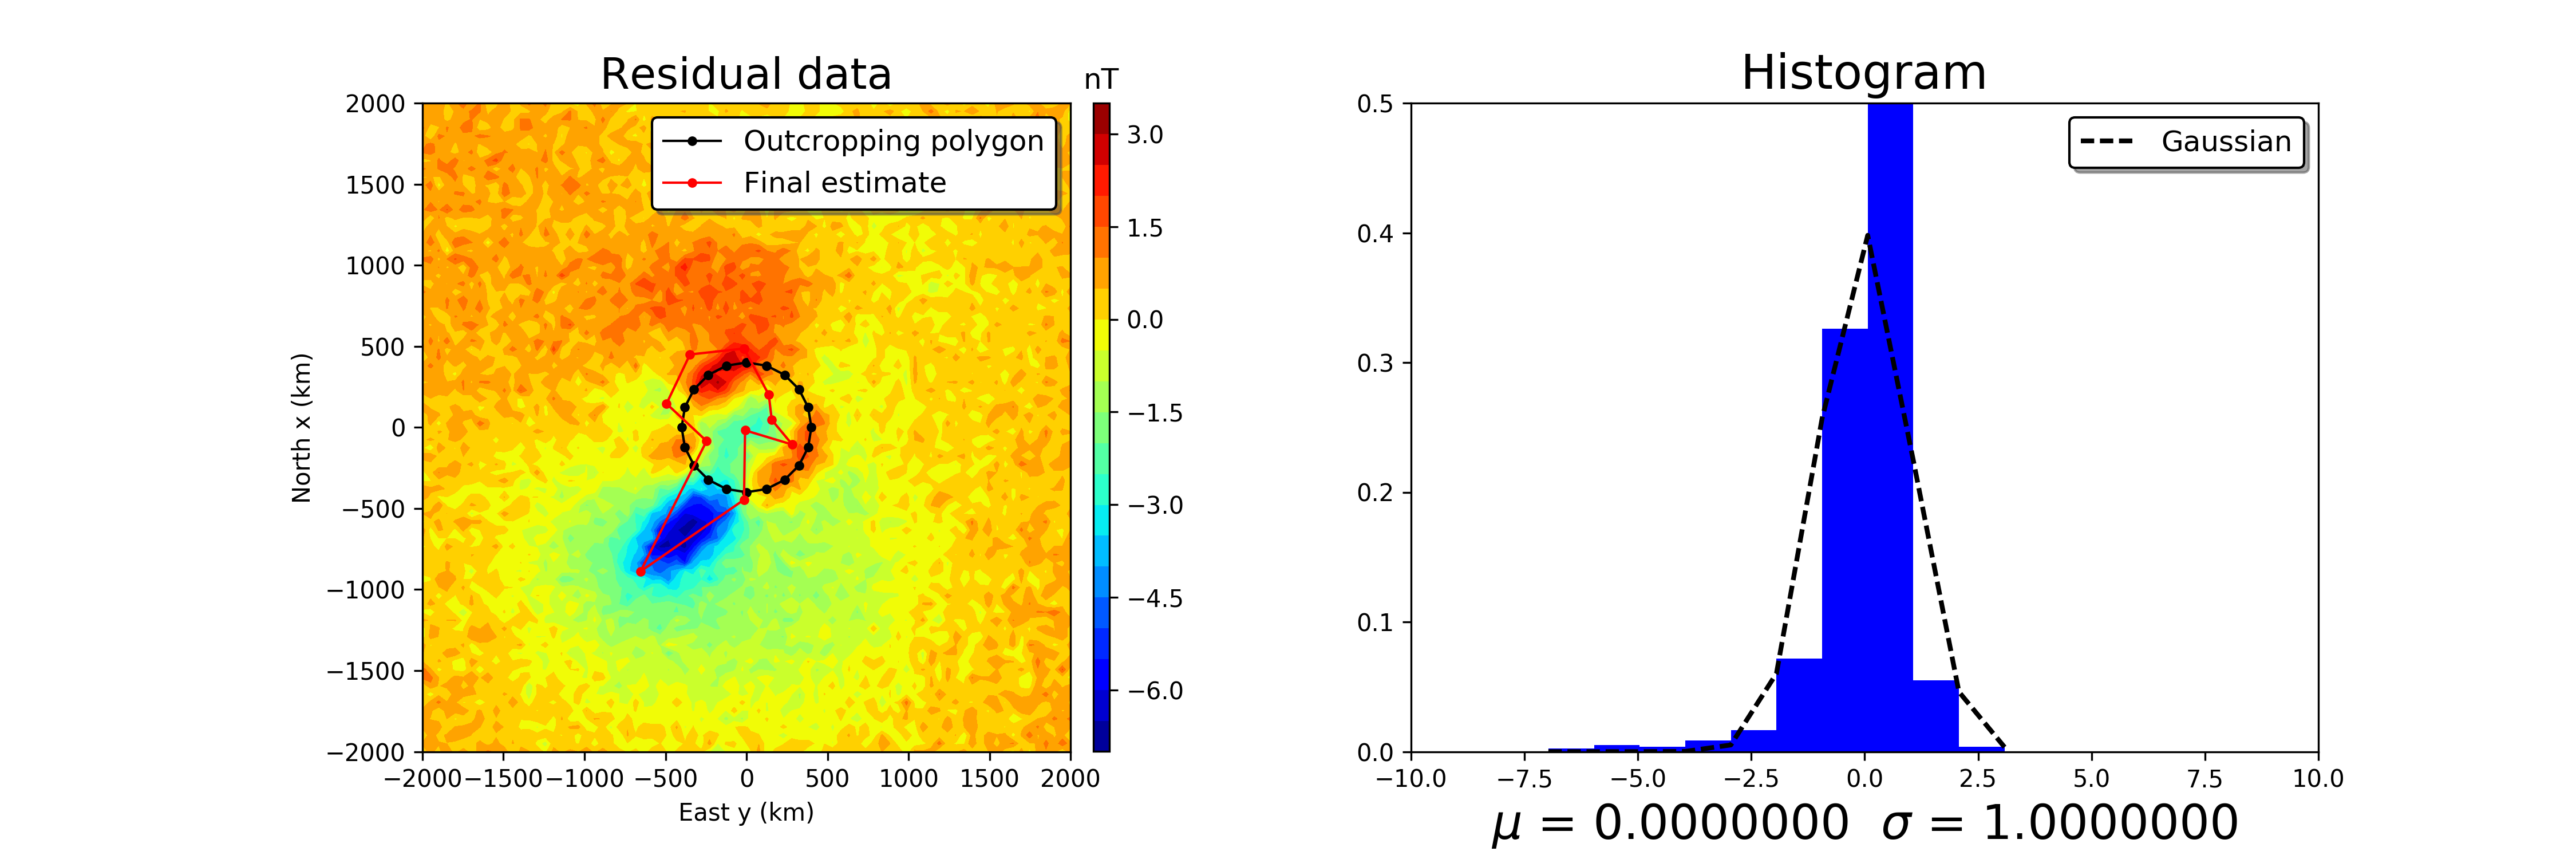 Residual data
nT
Outcropping polygon
Final estimate
2000
1500
1000
500
0
−500
−1000
−1500
−2000
North x (km)
−2000 −1500 −1000 −500 0 500 1000 1500 2000
East y (km)
3.0
1.5
0.0
−1.5
−3.0
−4.5
−6.0
Histogram
Gaussian
0.5
0.4
0.3
0.2
0.1
0.0
−10.0 −7.5 −5.0 −2.5 0.0 2.5 5.0 7.5 10.0
μ = 0.0000000 σ = 1.0000000